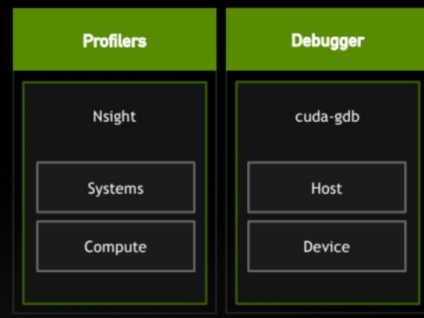 Profilers
Nsight
Systems
Compute
Debugger
cuda-gdb
Host
Device